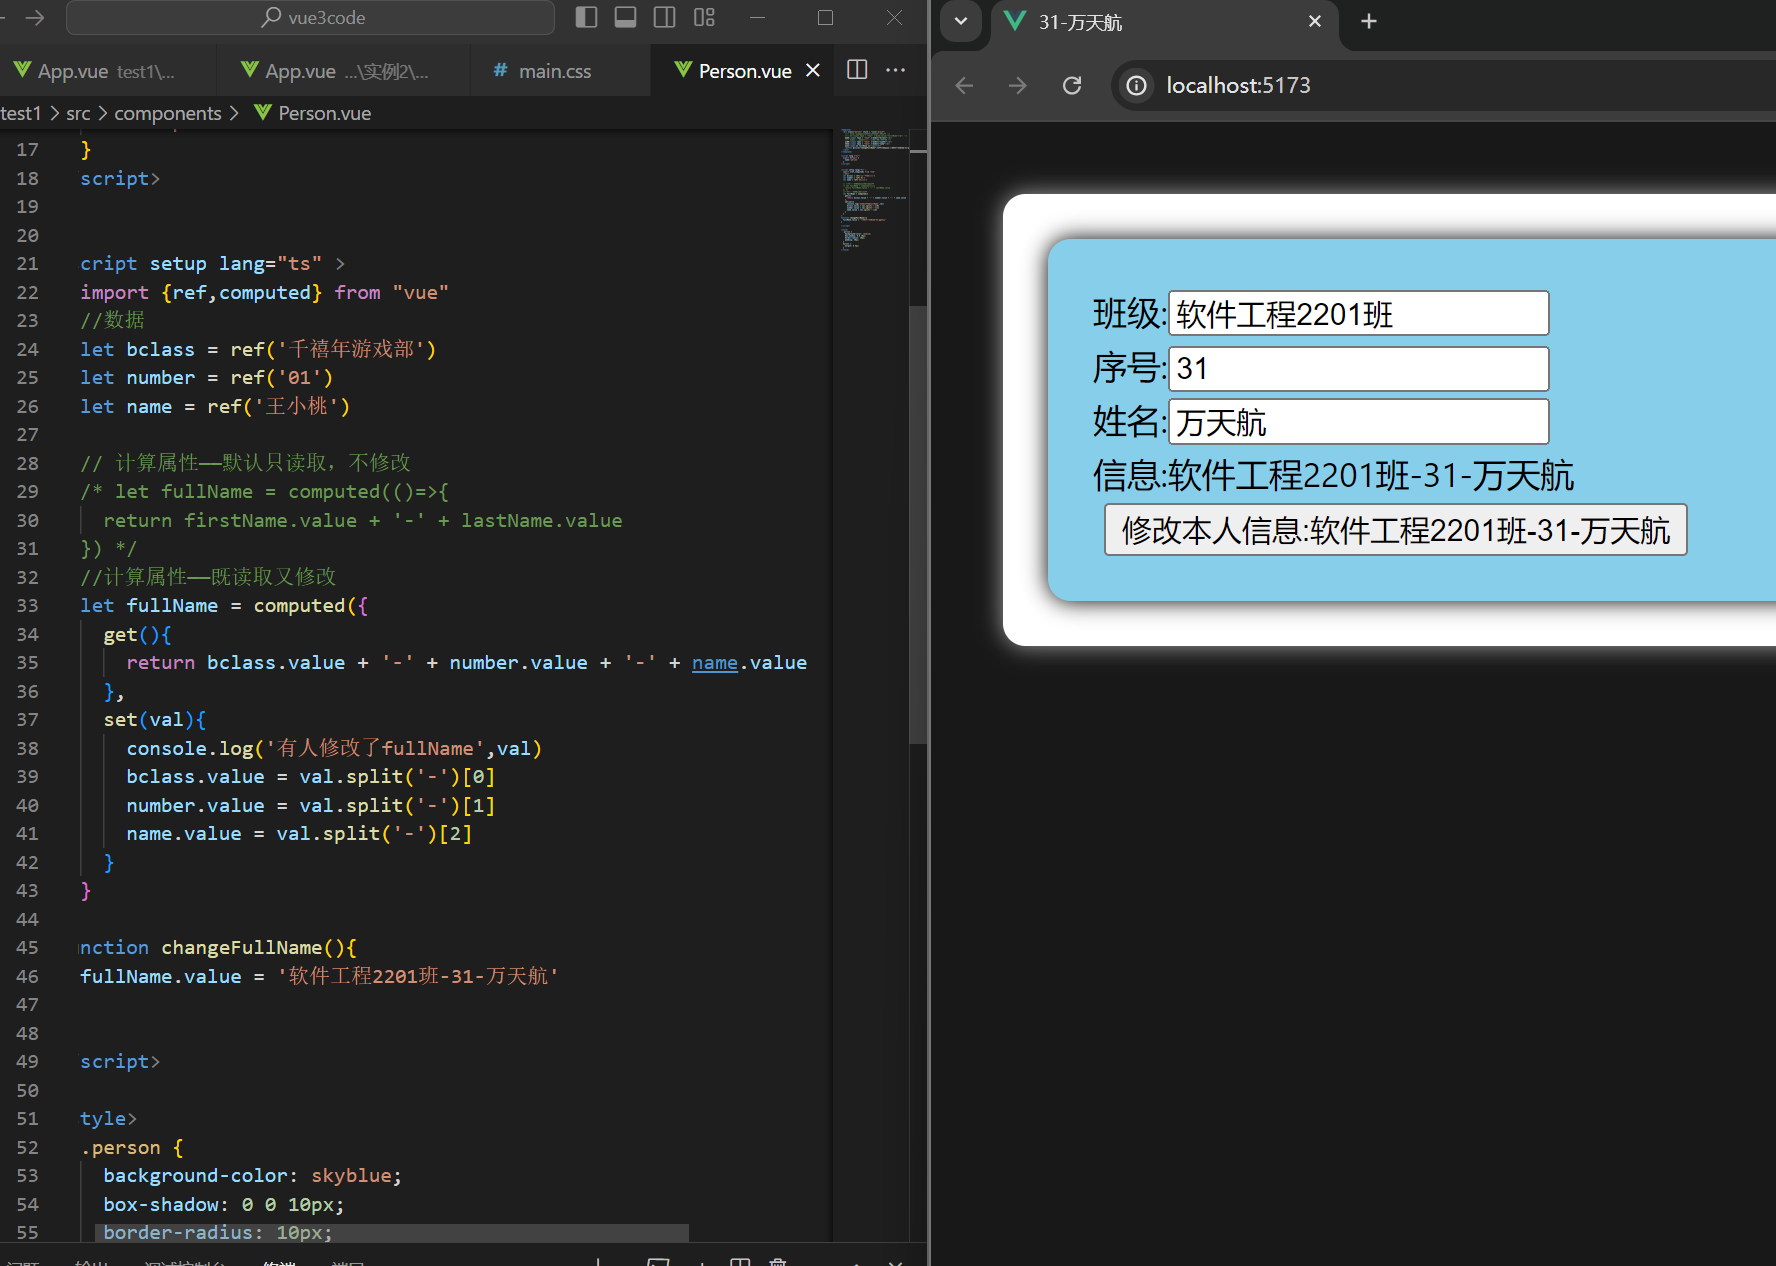 vue3code
App.vue test1\...
App.vue ...\实例2\...
# main.css
Person.vue
test1 > src > components > Person.vue
17 }
18 script>
19
20
21 cript setup lang="ts" >
22 import {ref,computed} from "vue"
23 //数据
24 let bclass = ref('千禧年游戏部')
25 let number = ref('01')
26 let name = ref('王小桃')
27
28 // 计算属性——默认只读取，不修改
29 /* let fullName = computed(()=>{
30 return firstName.value + '-' + lastName.value
31 }) */
32 //计算属性——既读取又修改
33 let fullName = computed({
34 get(){
35 return bclass.value + '-' + number.value + '-' + name.value
36 },
37 set(val){
38 console.log('有人修改了fullName',val)
39 bclass.value = val.split('-')[0]
40 number.value = val.split('-')[1]
41 name.value = val.split('-')[2]
42 }
43 }
44
45 nction changeFullName(){
46 fullName.value = '软件工程2201班-31-万天航'
47
48
49 script>
50
51 tyle>
52 .person {
53 background-color: skyblue;
54 box-shadow: 0 0 10px;
55 border-radius: 10px;
31-万天航
localhost:5173
班级:软件工程2201班
序号:31
姓名:万天航
信息:软件工程2201班-31-万天航
修改本人信息:软件工程2201班-31-万天航